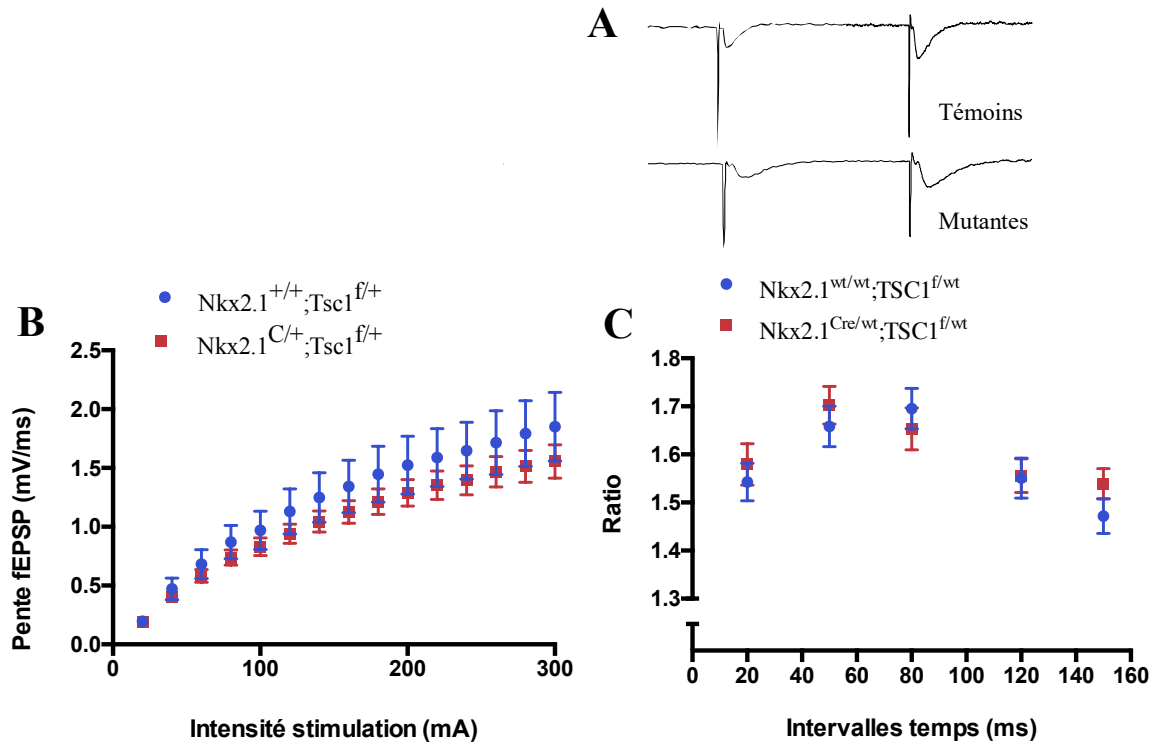 A
Témoins
Mutantes
B
Nkx2.1+/+;Tsc1f/+
Nkx2.1C/+;Tsc1f/+
2.5
2.0
1.5
1.0
0.5
0.0
0 100 200 300
Pente fEPSP (mV/ms)
Intensité stimulation (mA)
C
Nkx2.1wt/wt;TSC1f/wt
Nkx2.1Cre/wt;TSC1f/wt
1.8
1.7
1.6
1.5
1.4
1.3
0 20 40 60 80 100 120 140 160
Ratio
Intervalles temps (ms)